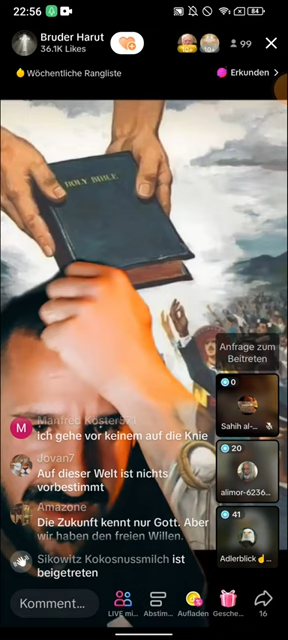 22:56
84
Bruder Harut
36.1K Likes
10+
10+
99
Wöchentliche Rangliste
Erkunden >
HOLY BIBLE
Anfrage zum
Beitreten
0
Sahih al-...
20
alimor-6236...
41
Adlerblick☝️...
M
Ich gehe vor keinem auf die Knie
Jovan7
Auf dieser Welt ist nichts
vorbestimmt
Amazone
Die Zukunft kennt nur Gott. Aber
wir haben den freien Willen.
Sikowitz Kokosnussmilch ist
beigetreten
Komment...
LIVE mi...
Abstim...
Aufladen
Gesche...
16